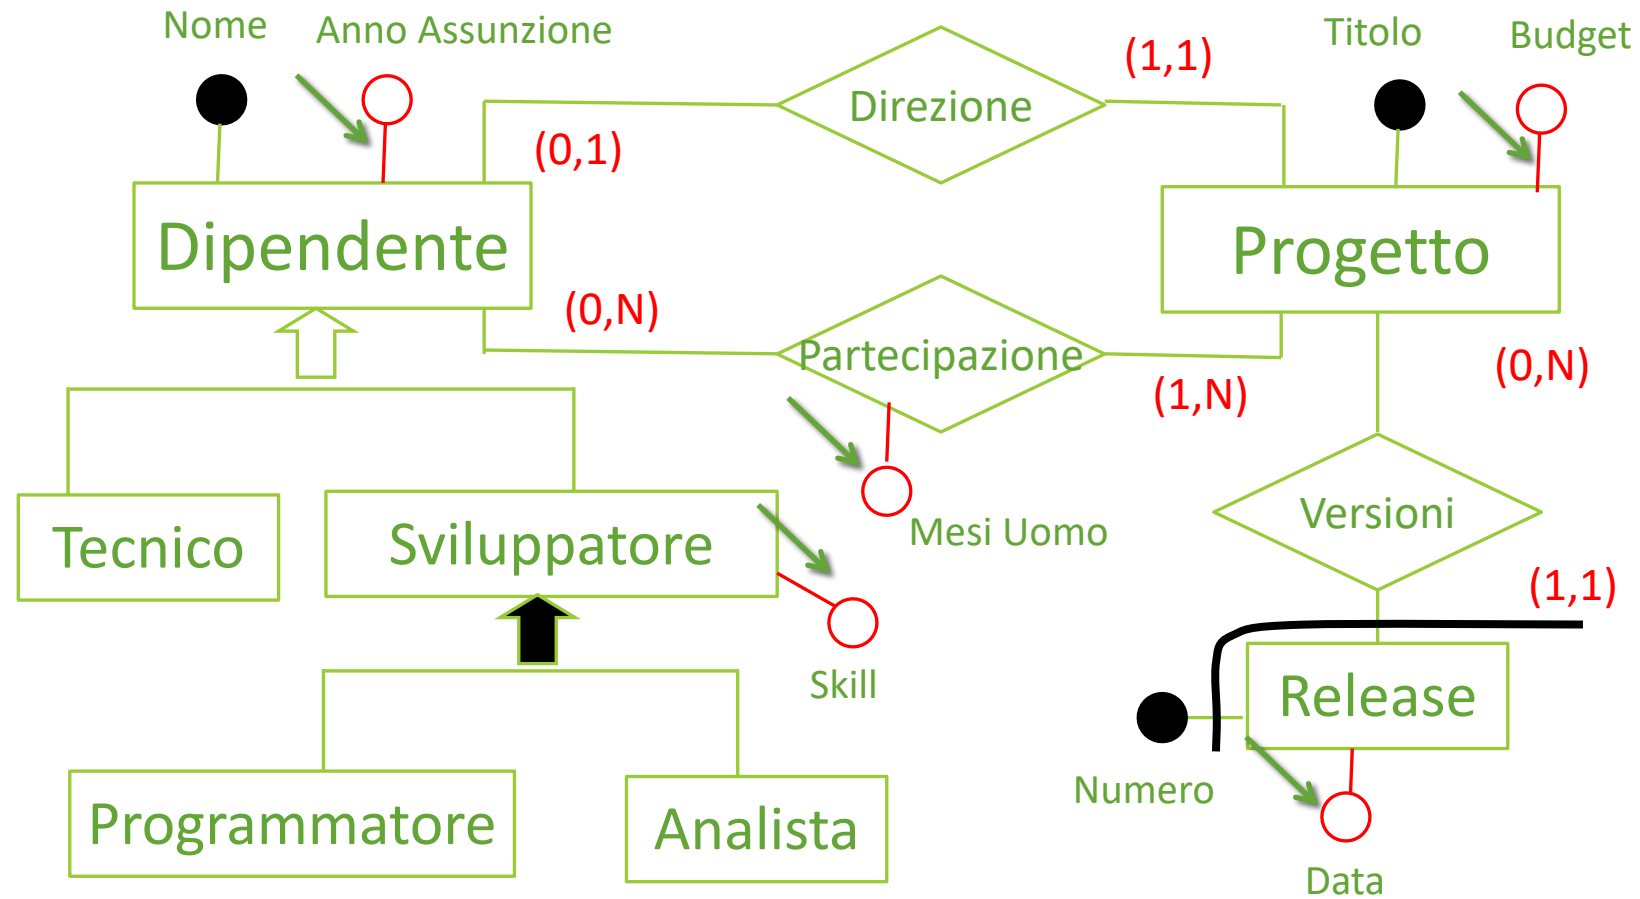 Nome
Anno Assunzione
Titolo
Budget
(1,1)
Direzione
(0,1)
Dipendente
Progetto
(0,N)
Partecipazione
(0,N)
(1,N)
Versioni
Tecnico
Sviluppatore
Mesi Uomo
(1,1)
Skill
Release
Numero
Programmatore
Analista
Data